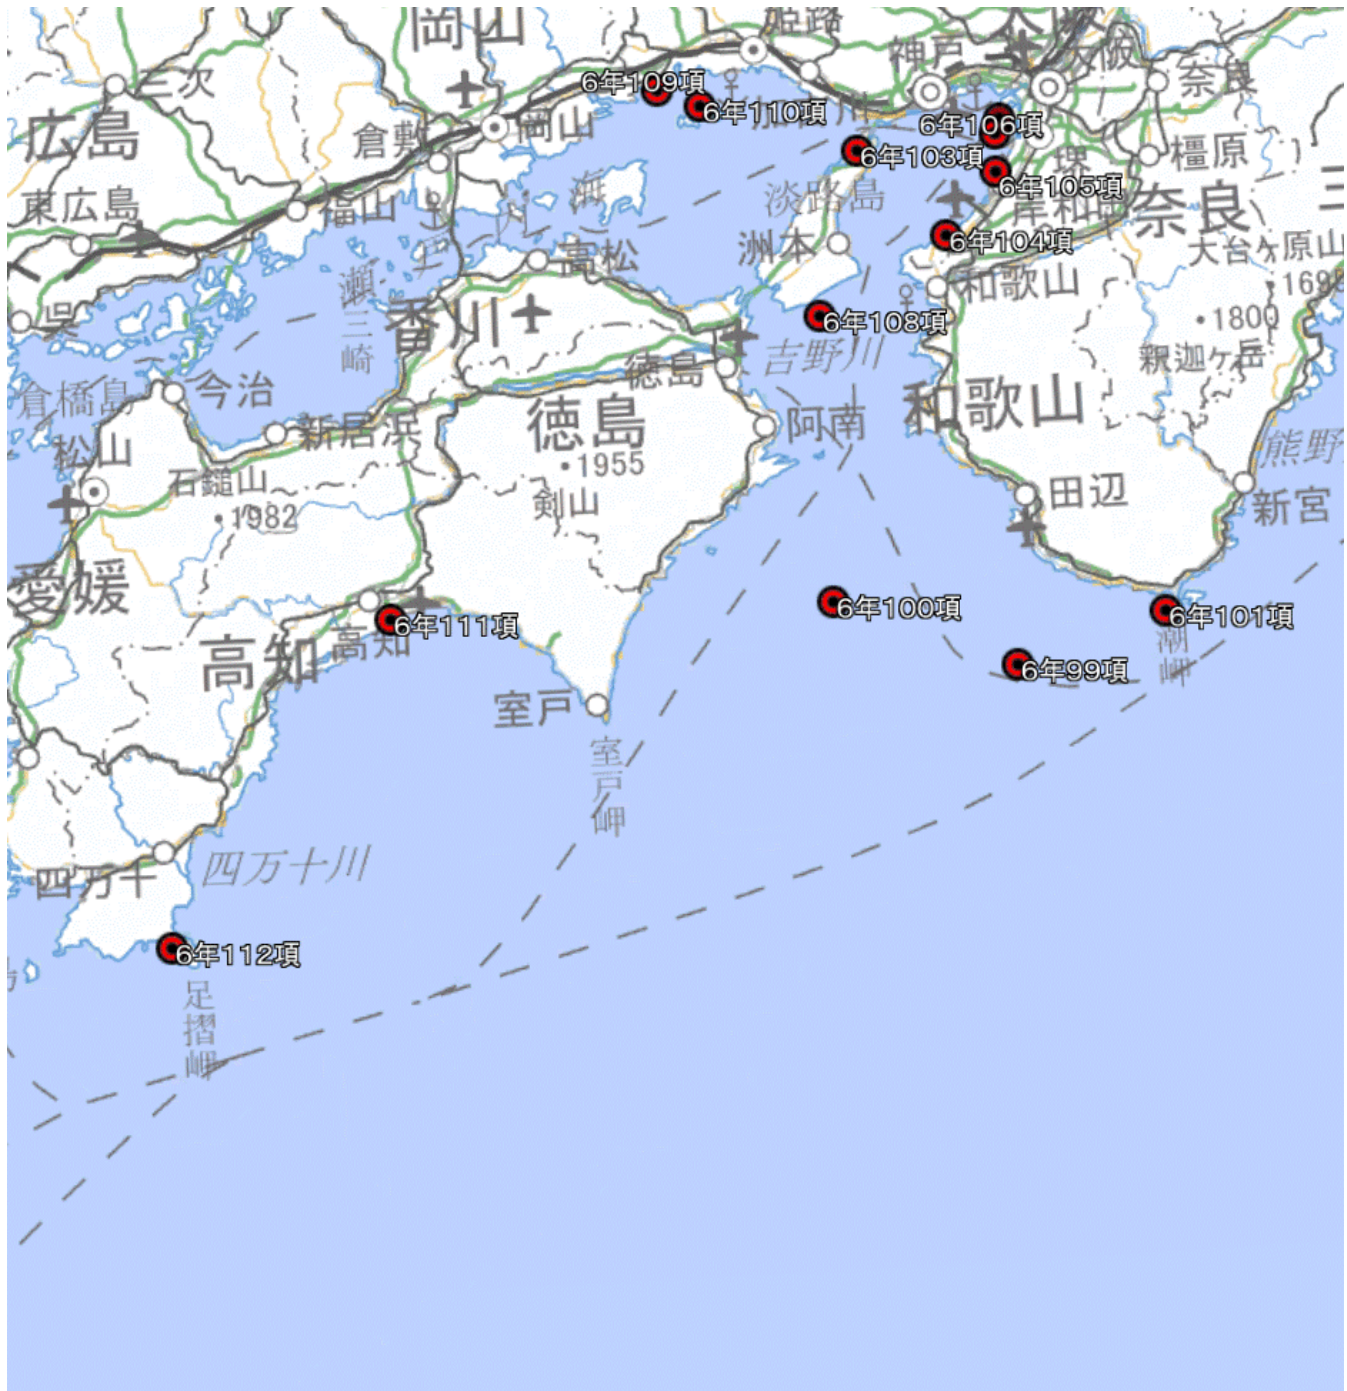 岡山
姫路
神戸
大阪
奈良
三次
6年109項
6年110項
広島
倉敷
岡山
6年106項
6年103項
堺
橿原
東広島
福山
海
淡路島
6年105項
岸和田
奈良
三
洲本
6年104項
大台ヶ原山
1695
呉
瀬
高松
和歌山
香川
三崎
6年108項
吉野川
1800
釈迦ヶ岳
倉橋島
今治
徳島
徳島
阿南
和歌山
松山
新居浜
熊野
石鎚山
1982
1955
剣山
田辺
新宮
愛媛
高知
高知
6年111項
6年100項
6年101項
潮岬
6年99項
室戸
室戸岬
四万十川
四万十
6年112項
足摺岬